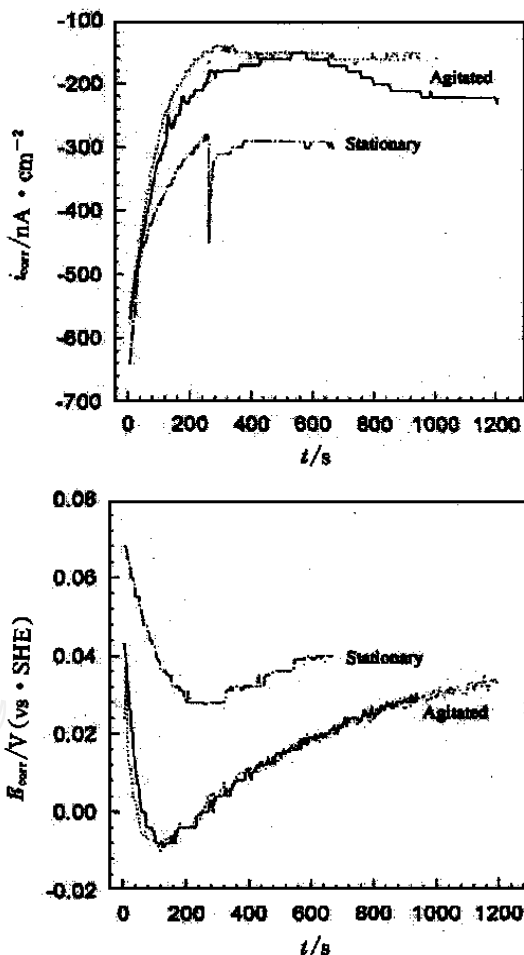 -100
-200
-300
-400
-500
-600
-700
i_corr/nA • cm⁻²
Agitated
Stationary
0 200 400 600 800 1000 1200
t/s
0.08
0.06
0.04
0.02
0.00
-0.02
E_corr/V (vs • SHE)
Stationary
Agitated
0 200 400 600 800 1000 1200
t/s